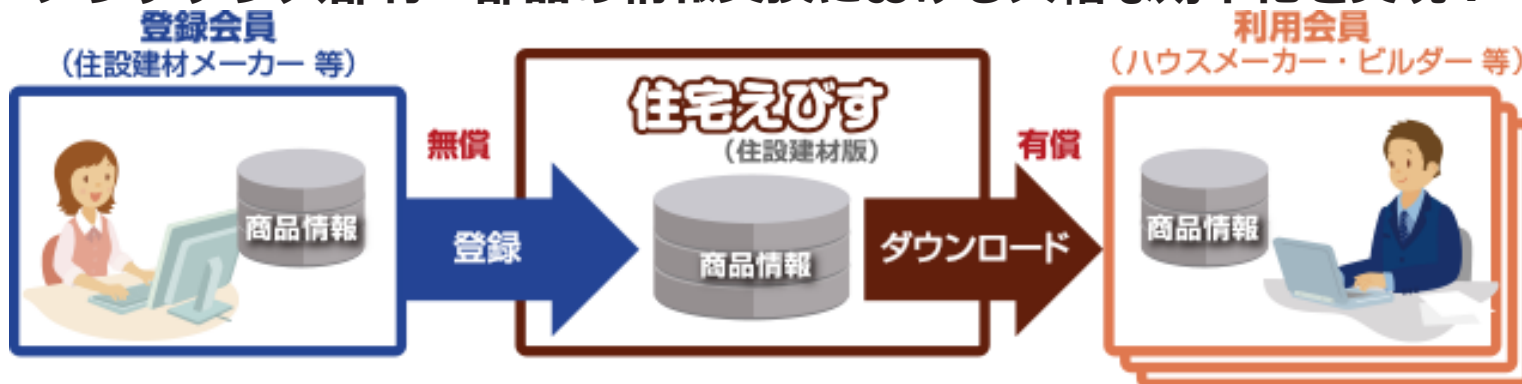 登録会員
（住設建材メーカー 等）
商品情報
無償
登録
住宅えびす
（住設建材版）
商品情報
有償
ダウンロード
利用会員
（ハウスメーカー・ビルダー 等）
商品情報